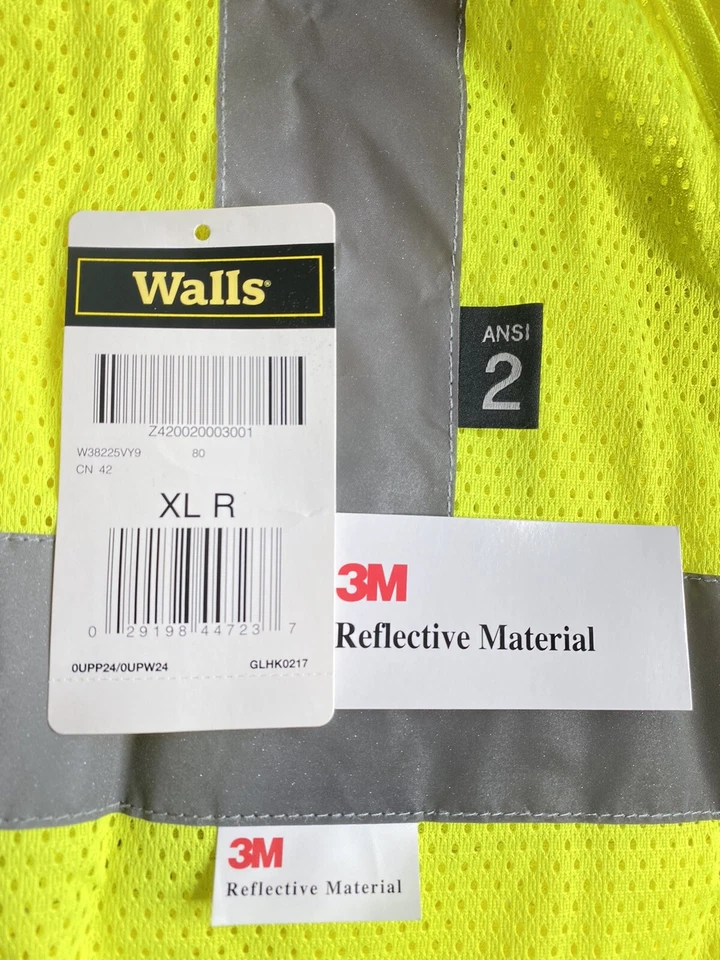 Walls®
Z420020003001
W38225VY9 80
CN 42
XL R
0 29198 44723 7
0UPP24/0UPW24 GLHK0217
ANSI
2
3M
Reflective Material
3M
Reflective Material